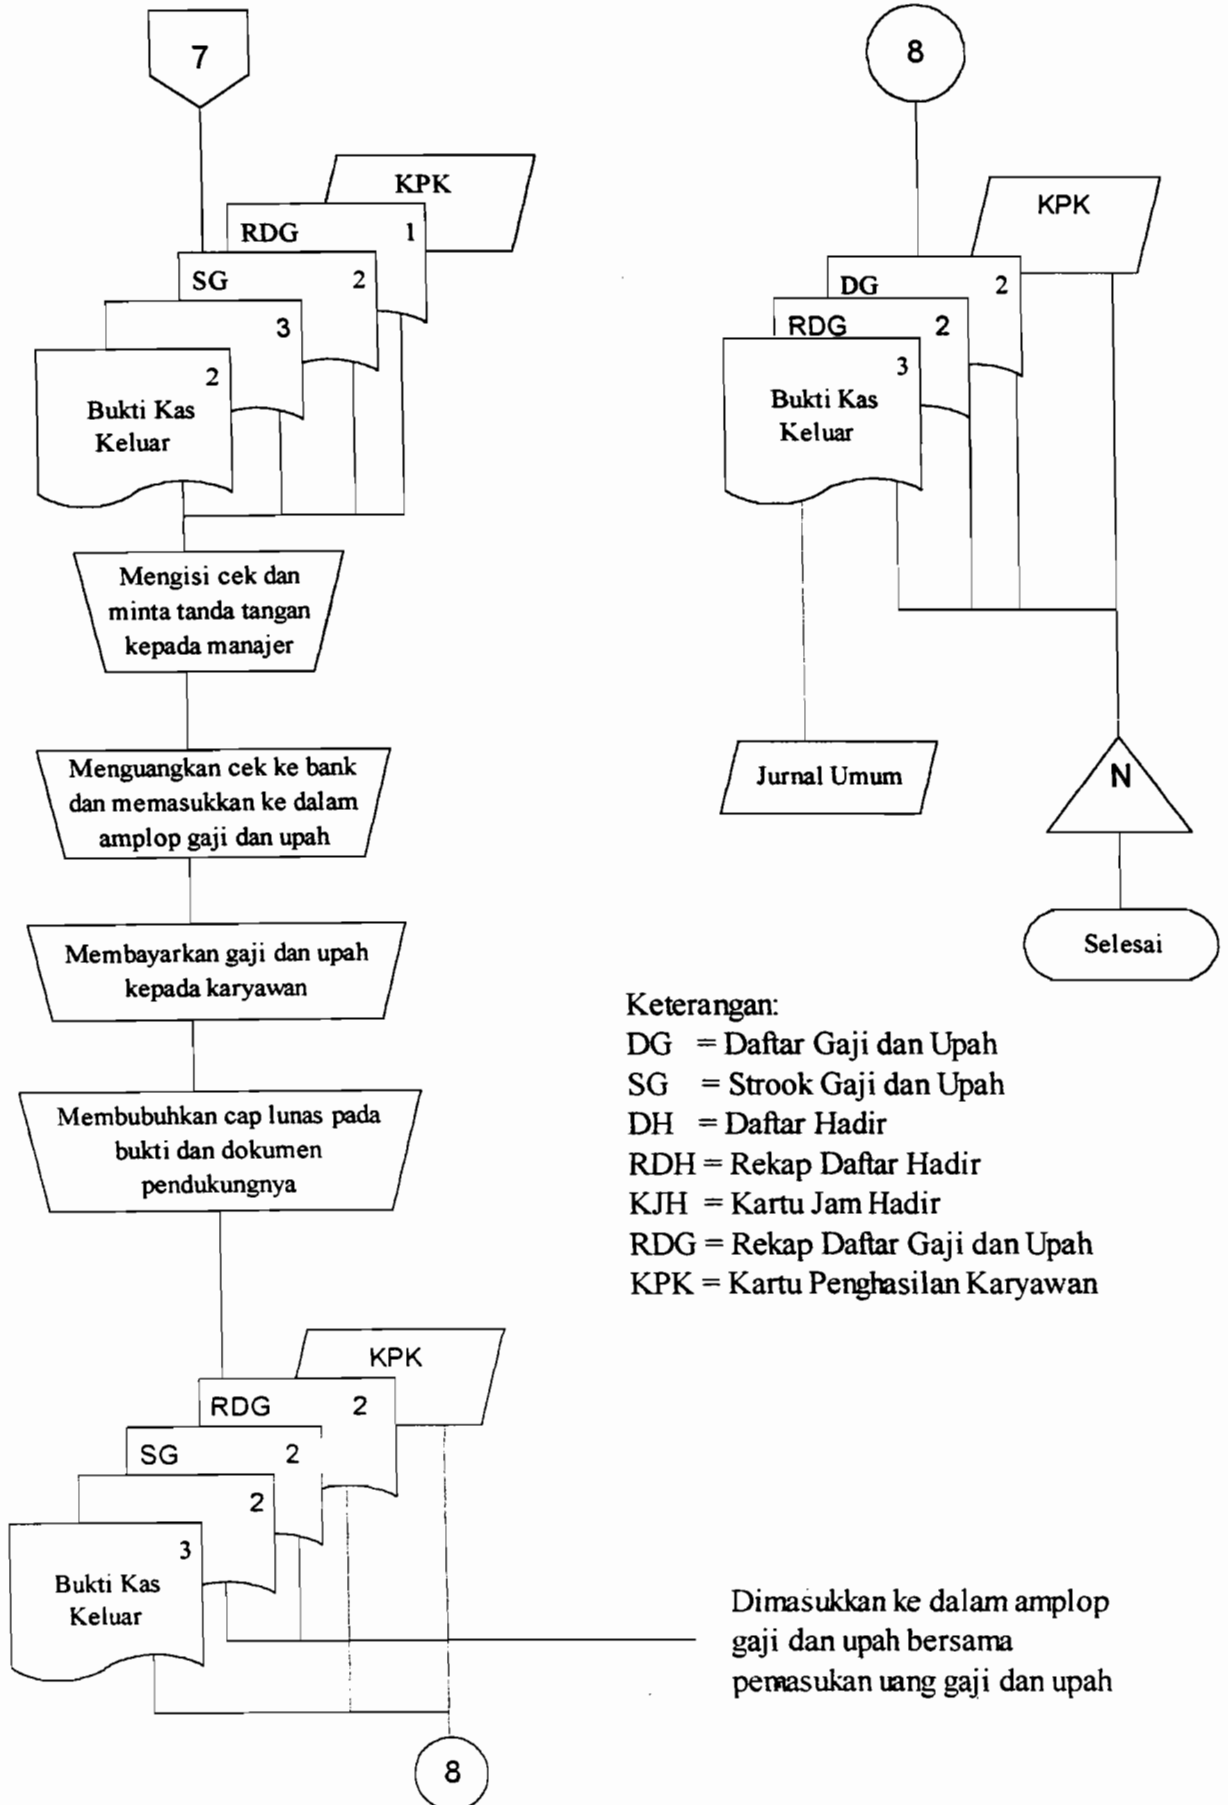 7
KPK
RDG 1
SG 2
3
2
Bukti Kas
Keluar
Mengisi cek dan
minta tanda tangan
kepada manajer
Menguangkan cek ke bank
dan memasukkan ke dalam
amplop gaji dan upah
Membayarkan gaji dan upah
kepada karyawan
Membubuhkan cap lunas pada
bukti dan dokumen
pendukungnya
KPK
RDG 2
SG 2
2
3
Bukti Kas
Keluar
8
Dimasukkan ke dalam amplop
gaji dan upah bersama
pemasukan uang gaji dan upah
8
KPK
DG 2
RDG 2
3
Bukti Kas
Keluar
Jurnal Umum
N
Selesai
Keterangan:
DG = Daftar Gaji dan Upah
SG = Strook Gaji dan Upah
DH = Daftar Hadir
RDH = Rekap Daftar Hadir
KJH = Kartu Jam Hadir
RDG = Rekap Daftar Gaji dan Upah
KPK = Kartu Penghasilan Karyawan